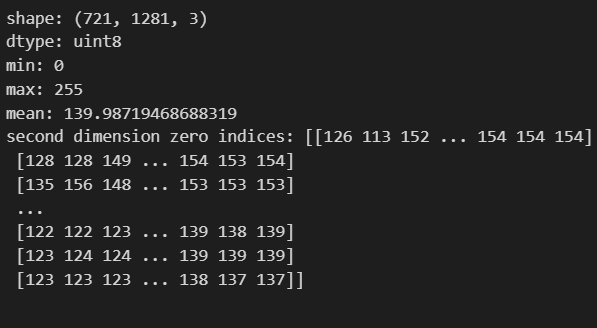 shape: (721, 1281, 3)
dtype: uint8
min: 0
max: 255
mean: 139.98719468688319
second dimension zero indices: [[126 113 152 ... 154 154 154]
 [128 128 149 ... 154 153 154]
 [135 156 148 ... 153 153 153]
 ...
 [122 122 123 ... 139 138 139]
 [123 124 124 ... 139 139 139]
 [123 123 123 ... 138 137 137]]